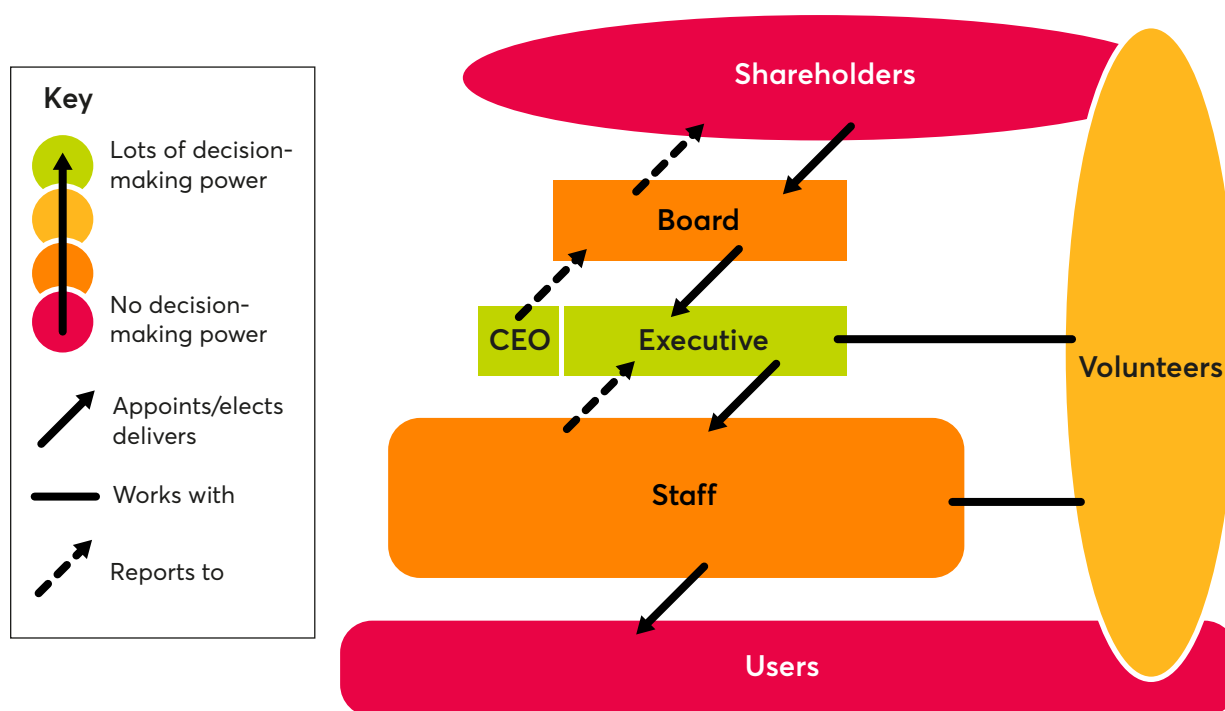 Key
Lots of decision-
making power
No decision-
making power
Appoints/elects
delivers
Works with
Reports to
Shareholders
Board
CEO
Executive
Volunteers
Staff
Users